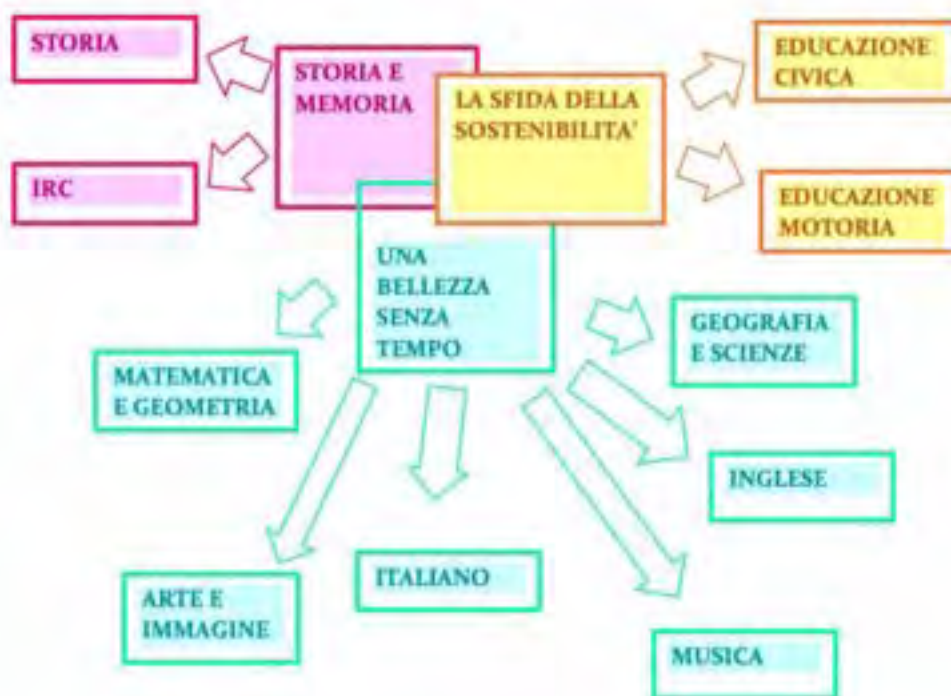 STORIA
STORIA E
MEMORIA
LA SFIDA DELLA
SOSTENIBILITA'
EDUCAZIONE
CIVICA
IRC
EDUCAZIONE
MOTORIA
UNA
BELLEZZA
SENZA
TEMPO
GEOGRAFIA
E SCIENZE
MATEMATICA
E GEOMETRIA
INGLESE
ITALIANO
ARTE E
IMMAGINE
MUSICA